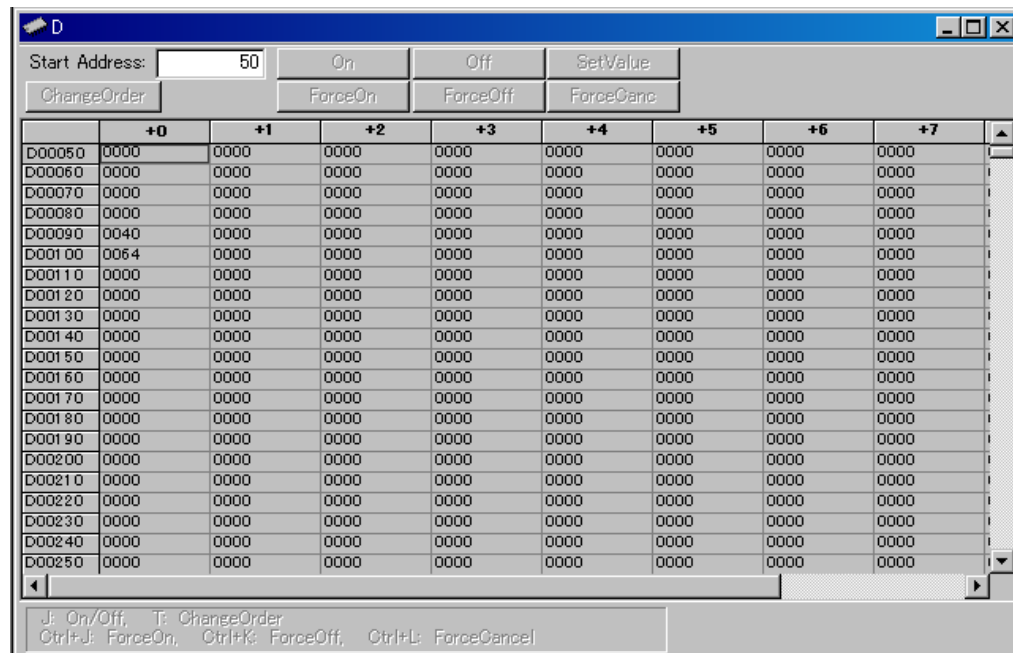 D
Start Address: 50 On Off SetValue
ChangeOrder ForceOn ForceOff ForceCanc
+0 +1 +2 +3 +4 +5 +6 +7
D00050 0000 0000 0000 0000 0000 0000 0000 0000
D00060 0000 0000 0000 0000 0000 0000 0000 0000
D00070 0000 0000 0000 0000 0000 0000 0000 0000
D00080 0000 0000 0000 0000 0000 0000 0000 0000
D00090 0040 0000 0000 0000 0000 0000 0000 0000
D00100 0064 0000 0000 0000 0000 0000 0000 0000
D00110 0000 0000 0000 0000 0000 0000 0000 0000
D00120 0000 0000 0000 0000 0000 0000 0000 0000
D00130 0000 0000 0000 0000 0000 0000 0000 0000
D00140 0000 0000 0000 0000 0000 0000 0000 0000
D00150 0000 0000 0000 0000 0000 0000 0000 0000
D00160 0000 0000 0000 0000 0000 0000 0000 0000
D00170 0000 0000 0000 0000 0000 0000 0000 0000
D00180 0000 0000 0000 0000 0000 0000 0000 0000
D00190 0000 0000 0000 0000 0000 0000 0000 0000
D00200 0000 0000 0000 0000 0000 0000 0000 0000
D00210 0000 0000 0000 0000 0000 0000 0000 0000
D00220 0000 0000 0000 0000 0000 0000 0000 0000
D00230 0000 0000 0000 0000 0000 0000 0000 0000
D00240 0000 0000 0000 0000 0000 0000 0000 0000
D00250 0000 0000 0000 0000 0000 0000 0000 0000
J: On/Off, T: ChangeOrder
Ctrl+J: ForceOn, Ctrl+K: ForceOff, Ctrl+L: ForceCancel